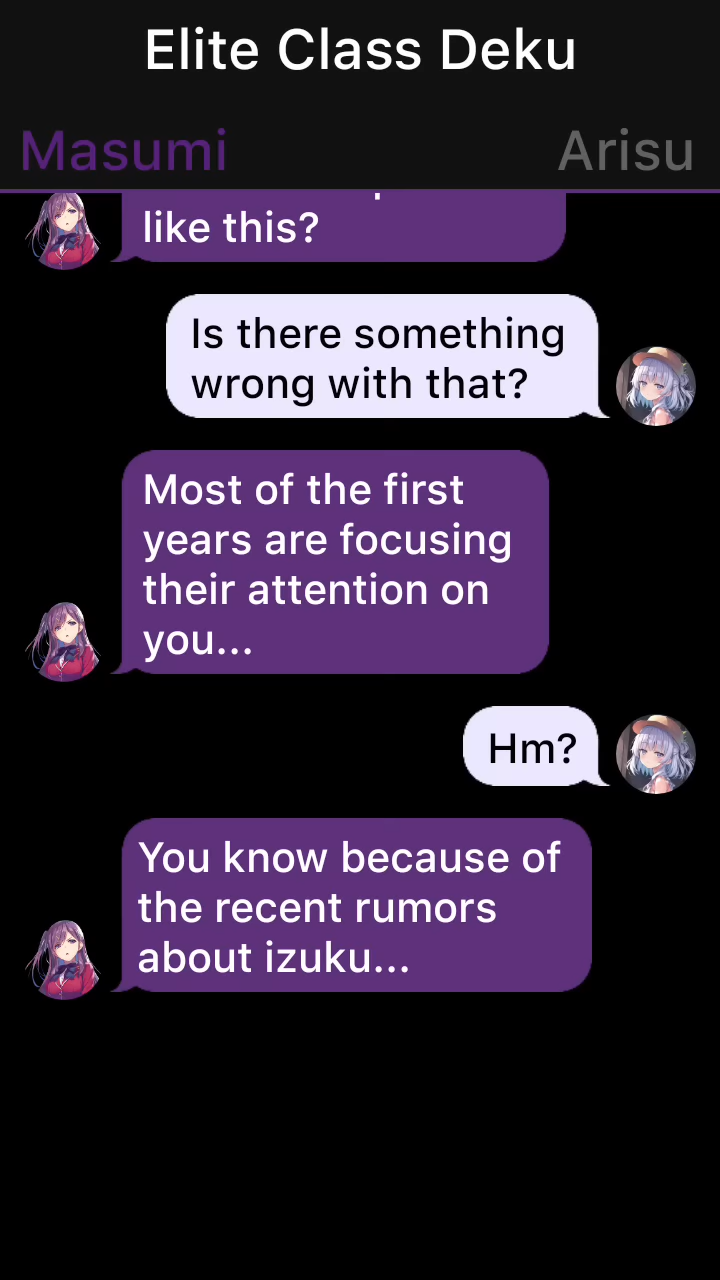 Elite Class Deku
Masumi
Arisu
like this?
Is there something
wrong with that?
Most of the first
years are focusing
their attention on
you...
Hm?
You know because of
the recent rumors
about izuku...